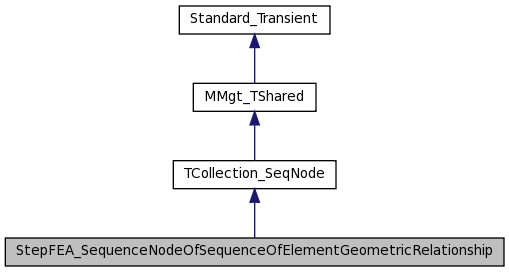 Standard_Transient
MMgt_TShared
TCollection_SeqNode
StepFEA_SequenceNodeOfSequenceOfElementGeometricRelationship